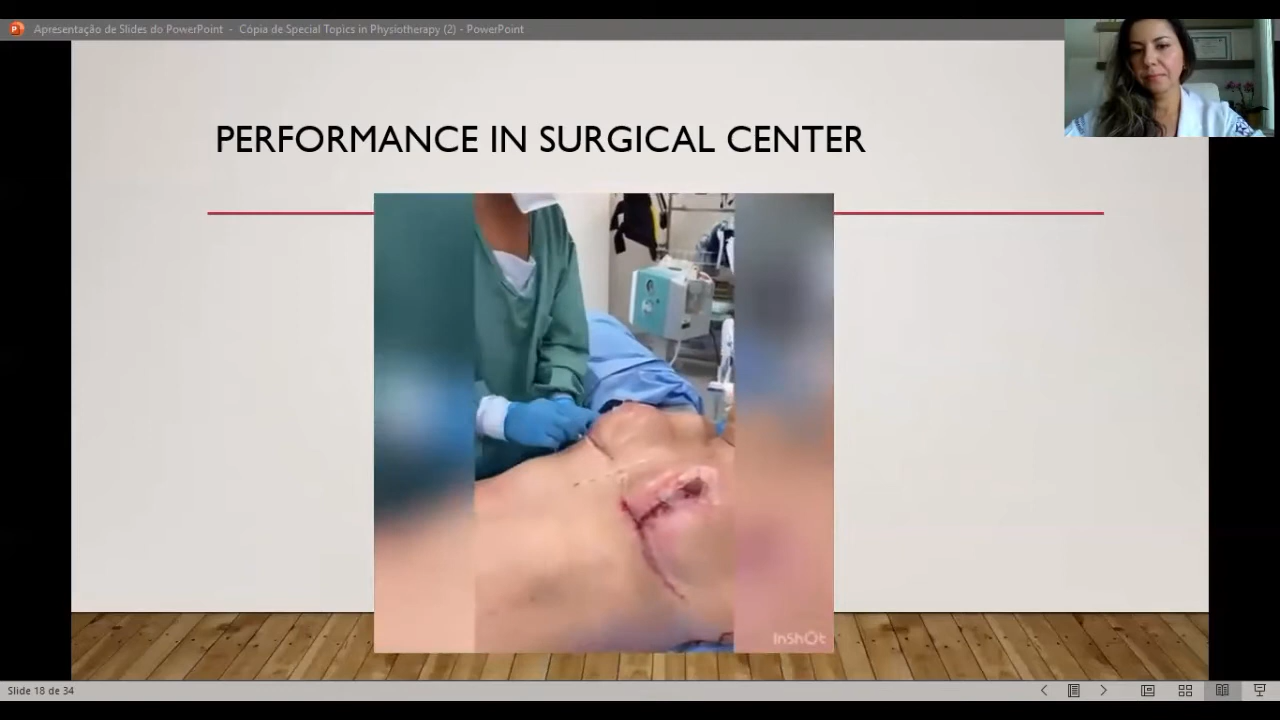 Apresentação de Slides do PowerPoint - Cópia de Special Topics in Physiotherapy (2) - PowerPoint
PERFORMANCE IN SURGICAL CENTER
InShOt
Slide 18 de 34